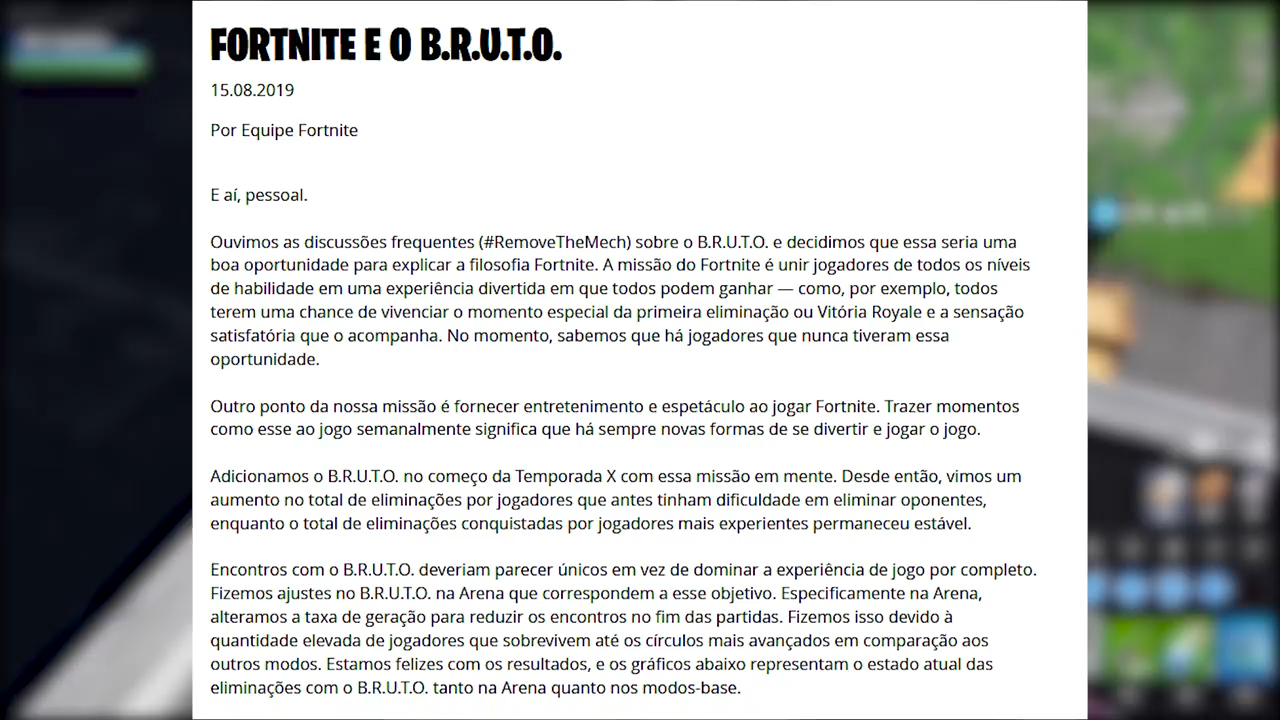 FORTNITE E O B.R.U.T.O.
15.08.2019
Por Equipe Fortnite
E aí, pessoal.
Ouvimos as discussões frequentes (#RemoveTheMech) sobre o B.R.U.T.O. e decidimos que essa seria uma
boa oportunidade para explicar a filosofia Fortnite. A missão do Fortnite é unir jogadores de todos os níveis
de habilidade em uma experiência divertida em que todos podem ganhar — como, por exemplo, todos
terem uma chance de vivenciar o momento especial da primeira eliminação ou Vitória Royale e a sensação
satisfatória que o acompanha. No momento, sabemos que há jogadores que nunca tiveram essa
oportunidade.
Outro ponto da nossa missão é fornecer entretenimento e espetáculo ao jogar Fortnite. Trazer momentos
como esse ao jogo semanalmente significa que há sempre novas formas de se divertir e jogar o jogo.
Adicionamos o B.R.U.T.O. no começo da Temporada X com essa missão em mente. Desde então, vimos um
aumento no total de eliminações por jogadores que antes tinham dificuldade em eliminar oponentes,
enquanto o total de eliminações conquistadas por jogadores mais experientes permaneceu estável.
Encontros com o B.R.U.T.O. deveriam parecer únicos em vez de dominar a experiência de jogo por completo.
Fizemos ajustes no B.R.U.T.O. na Arena que correspondem a esse objetivo. Especificamente na Arena,
alteramos a taxa de geração para reduzir os encontros no fim das partidas. Fizemos isso devido à
quantidade elevada de jogadores que sobrevivem até os círculos mais avançados em comparação aos
outros modos. Estamos felizes com os resultados, e os gráficos abaixo representam o estado atual das
eliminações com o B.R.U.T.O. tanto na Arena quanto nos modos-base.